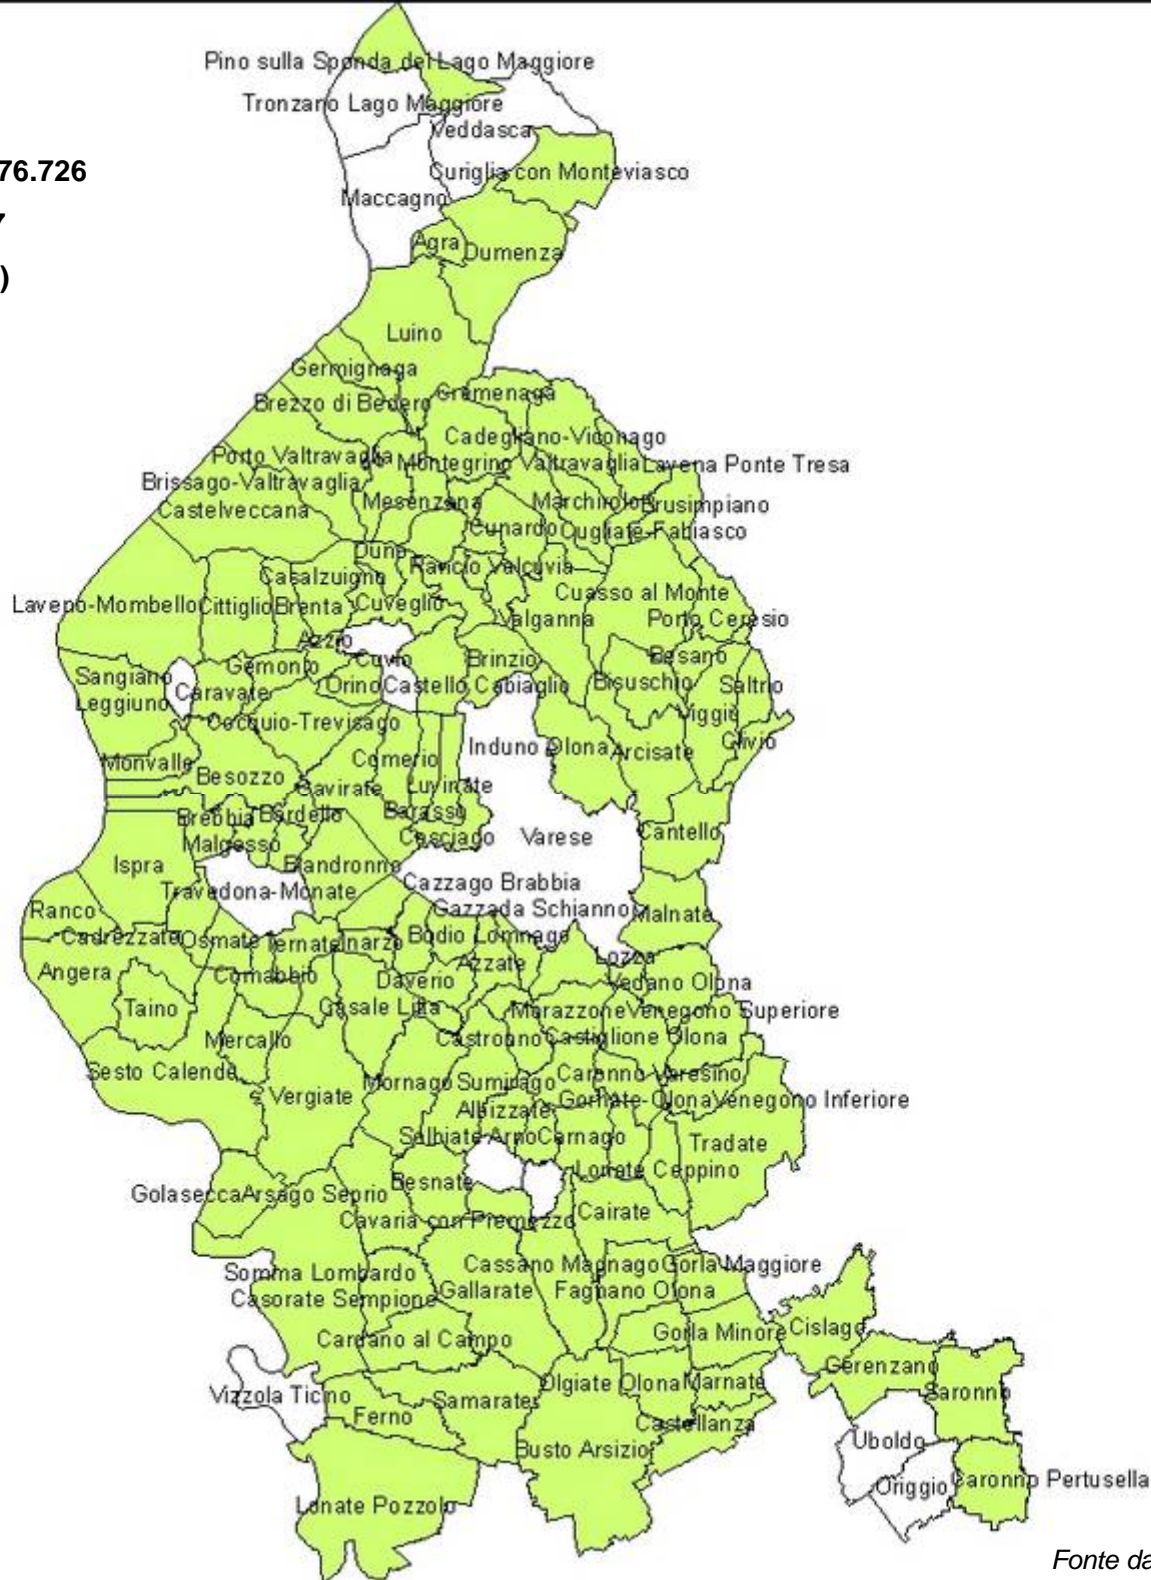 Pino sulla Sponda del Lago Maggiore
Tronzano Lago Maggiore
Veddasca
76.726
Curiglia con Monteviasco
Maccagno
Agra
Dumenza
)
Luino
Germignaga
Cremenaga
Brezzo di Bedero
Cadegliano-Viconago
Porto Valtravaglia
Montegrino Valtravaglia
Lavena Ponte Tresa
Brissago-Valtravaglia
Mesenzana
Marchirolo
Brusimpiano
Castelveccana
Cunardo
Cugliate-Fabiasco
Duno
Rancio Valcuvia
Casalzuigno
Cuasso al Monte
Laveno-Mombello
Cittiglio
Brenta
Cuveglio
Valganna
Porto Ceresio
Azzio
Cuvio
Brinzio
Besano
Gemonio
Sangiano
Caravate
Orino
Castello Cabiaglio
Bisuschio
Saltrio
Leggiuno
Viggiù
Cocquio-Trevisago
Clivio
Induno Olona
Arcisate
Monvalle
Comerio
Besozzo
Gavirate
Luvinate
Brebbia
Bardello
Barasso
Malgesso
Casciago
Varese
Cantello
Ispra
Biandronno
Travedona-Monate
Cazzago Brabbia
Ranco
Gazzada Schianno
Malnate
Cadrezzate
Osmate
Ternate
Inarzo
Bodio Lomnago
Lozza
Angera
Comabbio
Daverio
Azzate
Vedano Olona
Taino
Casale Litta
Morazzone
Venegono Superiore
Mercallo
Castronno
Castiglione Olona
Sesto Calende
Vergiate
Mornago
Sumirago
Caronno Varesino
Albizzate
Gornate-Olona
Venegono Inferiore
Solbiate Arno
Carnago
Tradate
Lonate Ceppino
Besnate
Golasecca
Arsago Seprio
Cavaria con Premezzo
Cairate
Cassano Magnago
Gorla Maggiore
Somma Lombardo
Gallarate
Fagnano Olona
Casorate Sempione
Cardano al Campo
Gorla Minore
Cislago
Gerenzano
Vizzola Ticino
Olgiate Olona
Marnate
Saronno
Samarate
Ferno
Castellanza
Busto Arsizio
Uboldo
Origgio
Caronno Pertusella
Lonate Pozzolo
Fonte da